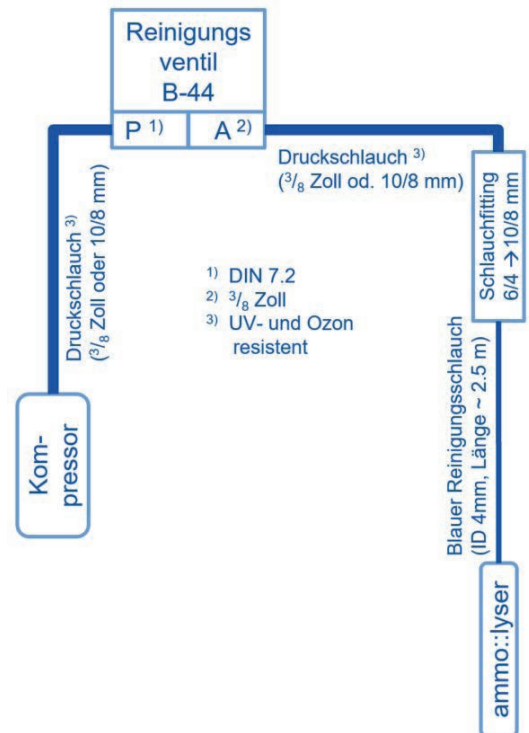 Reinigungs
ventil
B-44
P 1)
A 2)
Druckschlauch 3)
(3/8 Zoll od. 10/8 mm)
Schlauchfitting
6/4 → 10/8 mm
Druckschlauch 3)
(3/8 Zoll oder 10/8 mm)
1) DIN 7.2
2) 3/8 Zoll
3) UV- und Ozon
resistent
Kom-
pressor
Blauer Reinigungsschlauch
(ID 4mm, Länge ~ 2.5 m)
ammo::lyser